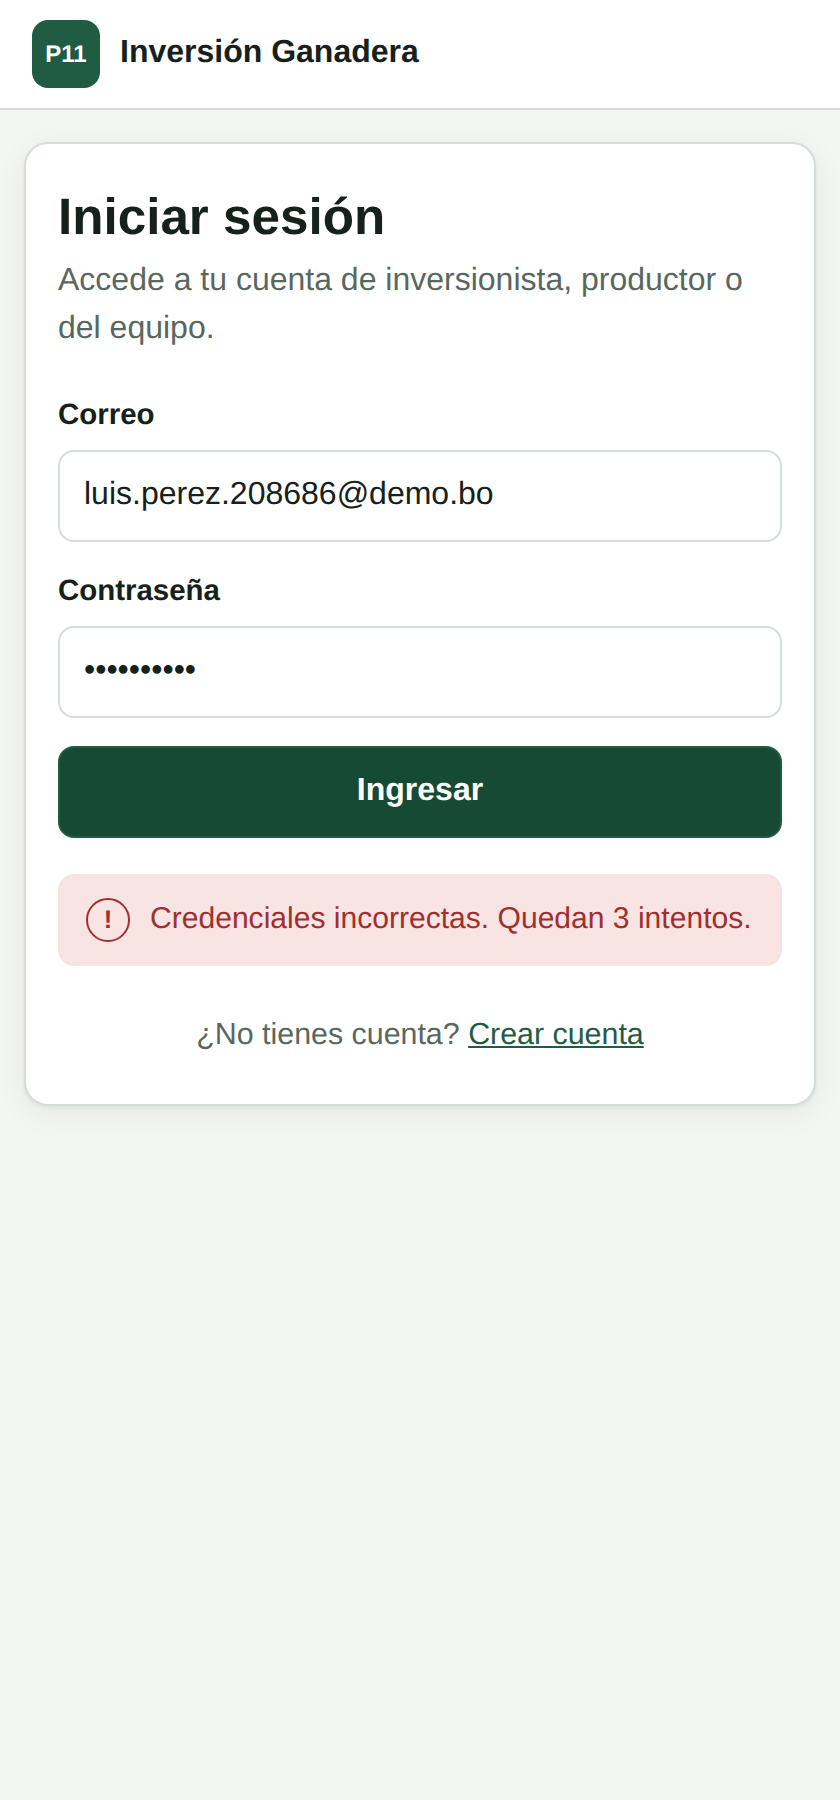 P11 Inversión Ganadera
Iniciar sesión
Accede a tu cuenta de inversionista, productor o
del equipo.
Correo
luis.perez.208686@demo.bo
Contraseña
••••••••••
Ingresar
! Credenciales incorrectas. Quedan 3 intentos.
¿No tienes cuenta? Crear cuenta